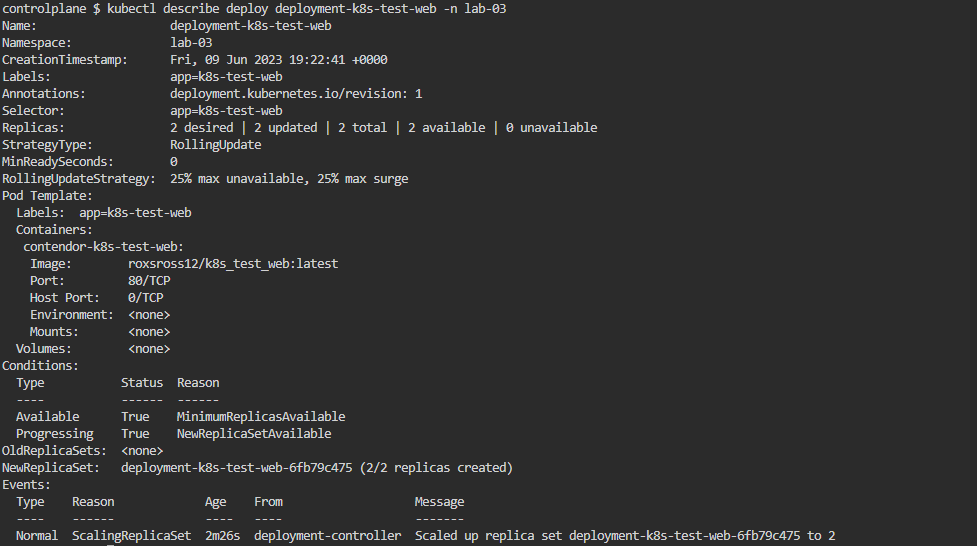 controlplane $ kubectl describe deploy deployment-k8s-test-web -n lab-03
Name:                   deployment-k8s-test-web
Namespace:              lab-03
CreationTimestamp:      Fri, 09 Jun 2023 19:22:41 +0000
Labels:                 app=k8s-test-web
Annotations:            deployment.kubernetes.io/revision: 1
Selector:               app=k8s-test-web
Replicas:               2 desired | 2 updated | 2 total | 2 available | 0 unavailable
StrategyType:           RollingUpdate
MinReadySeconds:        0
RollingUpdateStrategy:  25% max unavailable, 25% max surge
Pod Template:
  Labels:  app=k8s-test-web
  Containers:
   contendor-k8s-test-web:
    Image:        roxsross12/k8s_test_web:latest
    Port:         80/TCP
    Host Port:    0/TCP
    Environment:  <none>
    Mounts:       <none>
  Volumes:        <none>
Conditions:
  Type           Status  Reason
  ----           ------  ------
  Available      True    MinimumReplicasAvailable
  Progressing    True    NewReplicaSetAvailable
OldReplicaSets:  <none>
NewReplicaSet:   deployment-k8s-test-web-6fb79c475 (2/2 replicas created)
Events:
  Type    Reason             Age    From                   Message
  ----    ------             ----   ----                   -------
  Normal  ScalingReplicaSet  2m26s  deployment-controller  Scaled up replica set deployment-k8s-test-web-6fb79c475 to 2